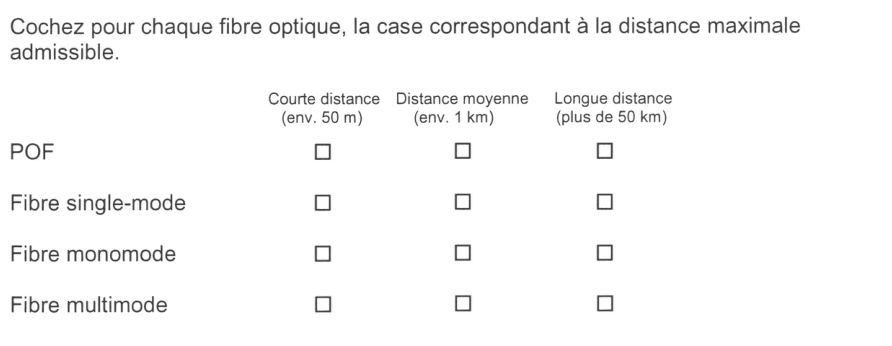 Cochez pour chaque fibre optique, la case correspondant à la distance maximale
admissible.
Courte distance Distance moyenne Longue distance
(env. 50 m) (env. 1 km) (plus de 50 km)
POF ☐ ☐ ☐
Fibre single-mode ☐ ☐ ☐
Fibre monomode ☐ ☐ ☐
Fibre multimode ☐ ☐ ☐